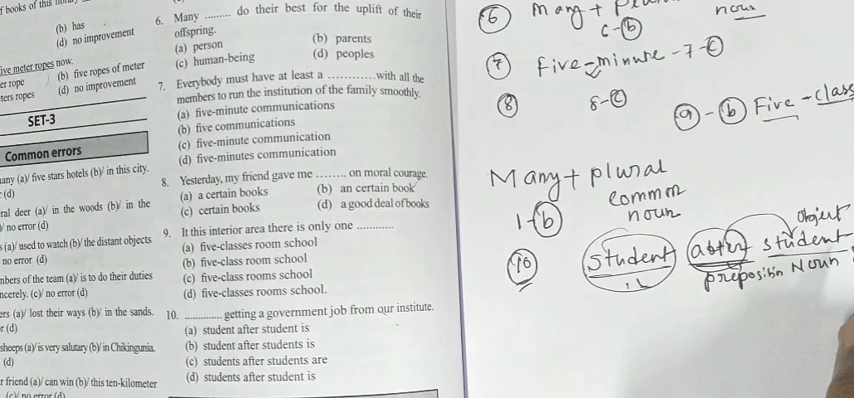 f books of this
(b) has
(d) no improvement
ive meter ropes now.
er rope (b) five ropes of meter
ters ropes (d) no improvement
SET-3
Common errors
any (a)/ five stars hotels (b)/ in this city.
(d)
ral deer (a)/ in the woods (b)/ in the
/ no error (d)
s (a)/ used to watch (b)/ the distant objects
no error (d)
mbers of the team (a)/ is to do their duties
ncerely. (c)/ no error (d)
ers (a)/ lost their ways (b)/ in the sands.
r (d)
sheeps (a)/ is very salutary (b)/ in Chikingunia.
(d)
r friend (a)/ can win (b)/ this ten-kilometer
(c)/ no error (d)
6. Many ......... do their best for the uplift of their
offspring.
(a) person (b) parents
(c) human-being (d) peoples
7. Everybody must have at least a ............with all the
members to run the institution of the family smoothly.
(a) five-minute communications
(b) five communications
(c) five-minute communication
(d) five-minutes communication
8. Yesterday, my friend gave me ........ on moral courage.
(a) a certain books (b) an certain book
(c) certain books (d) a good deal of books
9. It this interior area there is only one ............
(a) five-classes room school
(b) five-class room school
(c) five-class rooms school
(d) five-classes rooms school.
10. ............. getting a government job from our institute.
(a) student after student is
(b) student after students is
(c) students after students are
(d) students after student is
6 Many +
noun
6-(b)
7 Five-minute-7-C
8 8-C
9-b Five-class
Many + plural
common
noun
1-b
object
10 student after student
preposition Noun